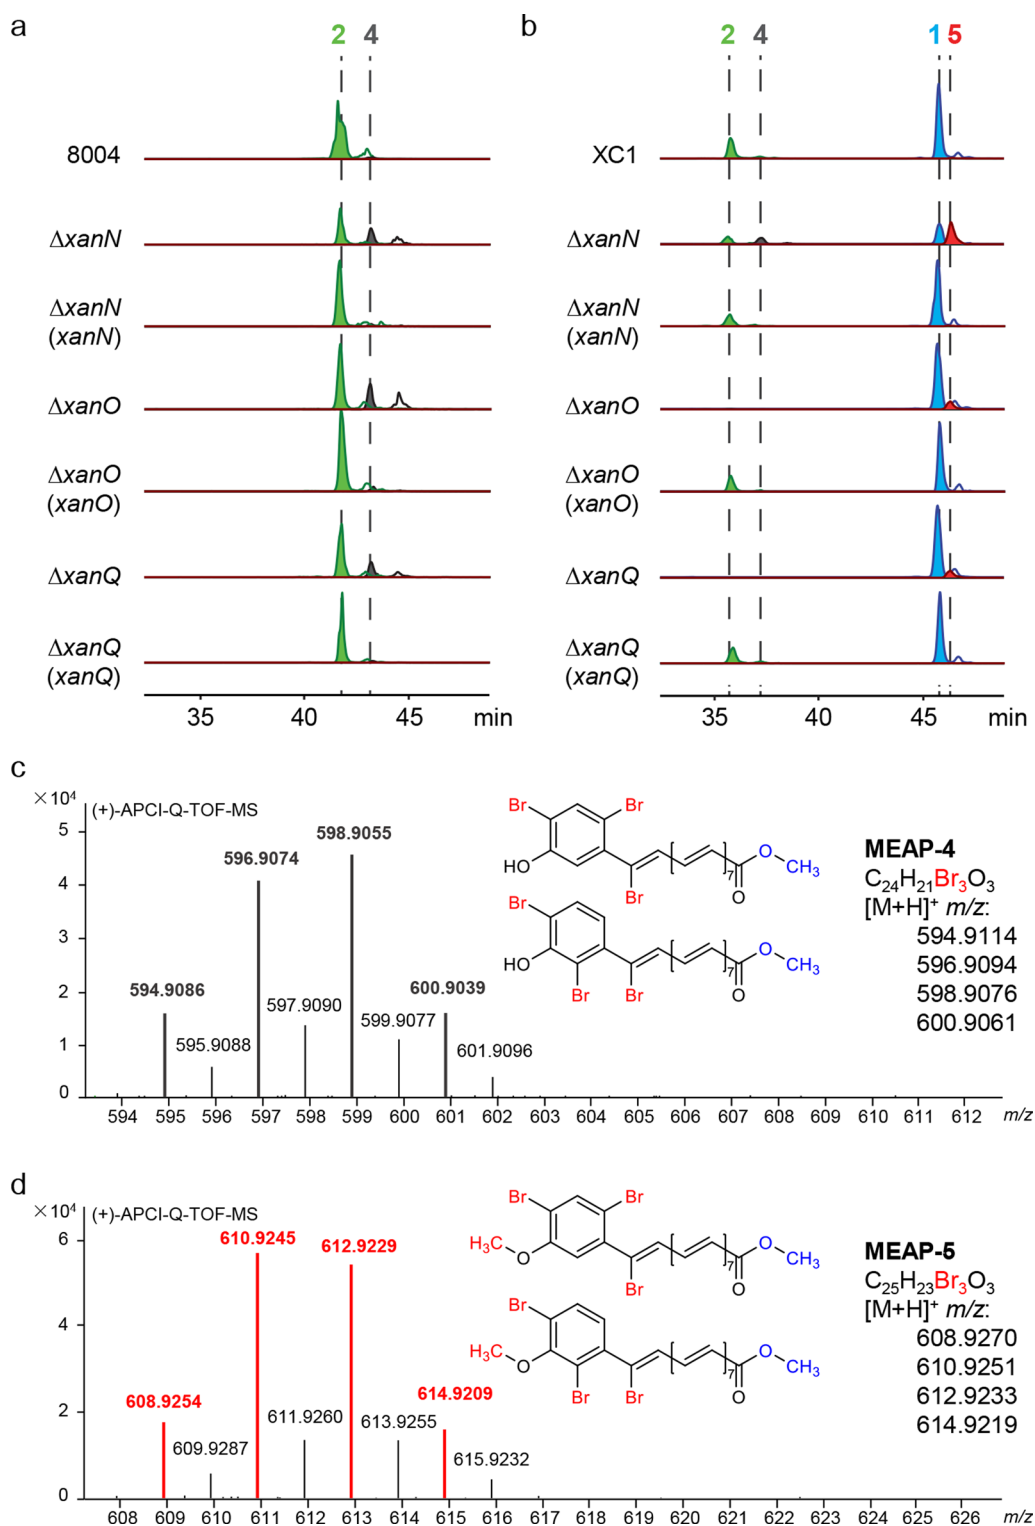 a
2 4
8004
ΔxanN
ΔxanN
(xanN)
ΔxanO
ΔxanO
(xanO)
ΔxanQ
ΔxanQ
(xanQ)
35 40 45 min
b
2 4 1 5
XC1
ΔxanN
ΔxanN
(xanN)
ΔxanO
ΔxanO
(xanO)
ΔxanQ
ΔxanQ
(xanQ)
35 40 45 min
c
×10⁴
(+)-APCI-Q-TOF-MS
5
4
3
2
1
0
594.9086
595.9088
596.9074
597.9090
598.9055
599.9077
600.9039
601.9096
Br Br
HO Br 7 O O CH₃
Br
HO Br Br 7 O O CH₃
MEAP-4
C₂₄H₂₁Br₃O₃
[M+H]⁺ m/z:
594.9114
596.9094
598.9076
600.9061
594 595 596 597 598 599 600 601 602 603 604 605 606 607 608 609 610 611 612 m/z
d
×10⁴
(+)-APCI-Q-TOF-MS
6
4
2
0
608.9254
609.9287
610.9245
611.9260
612.9229
613.9255
614.9209
615.9232
Br Br
H₃C O Br 7 O O CH₃
Br
H₃C O Br Br 7 O O CH₃
MEAP-5
C₂₅H₂₃Br₃O₃
[M+H]⁺ m/z:
608.9270
610.9251
612.9233
614.9219
608 609 610 611 612 613 614 615 616 617 618 619 620 621 622 623 624 625 626 m/z